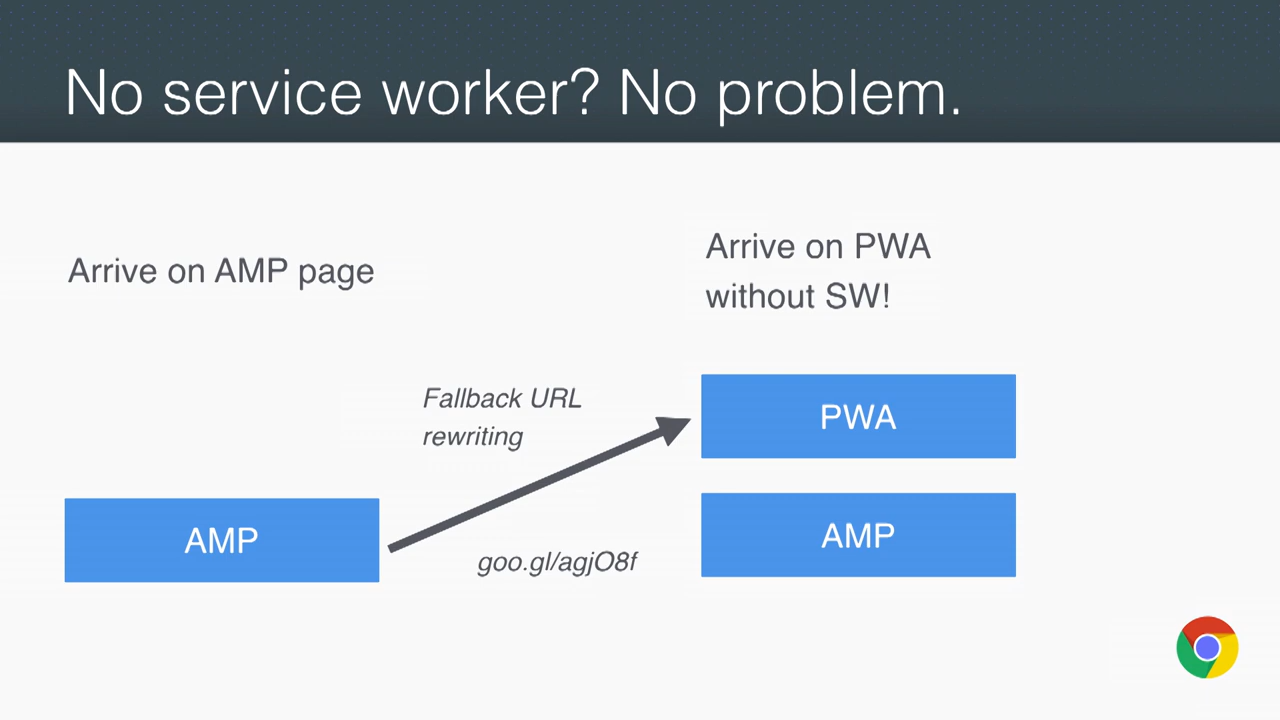 No service worker? No problem.
Arrive on AMP page
Arrive on PWA
without SW!
Fallback URL
rewriting
PWA
AMP
AMP
goo.gl/agjO8f